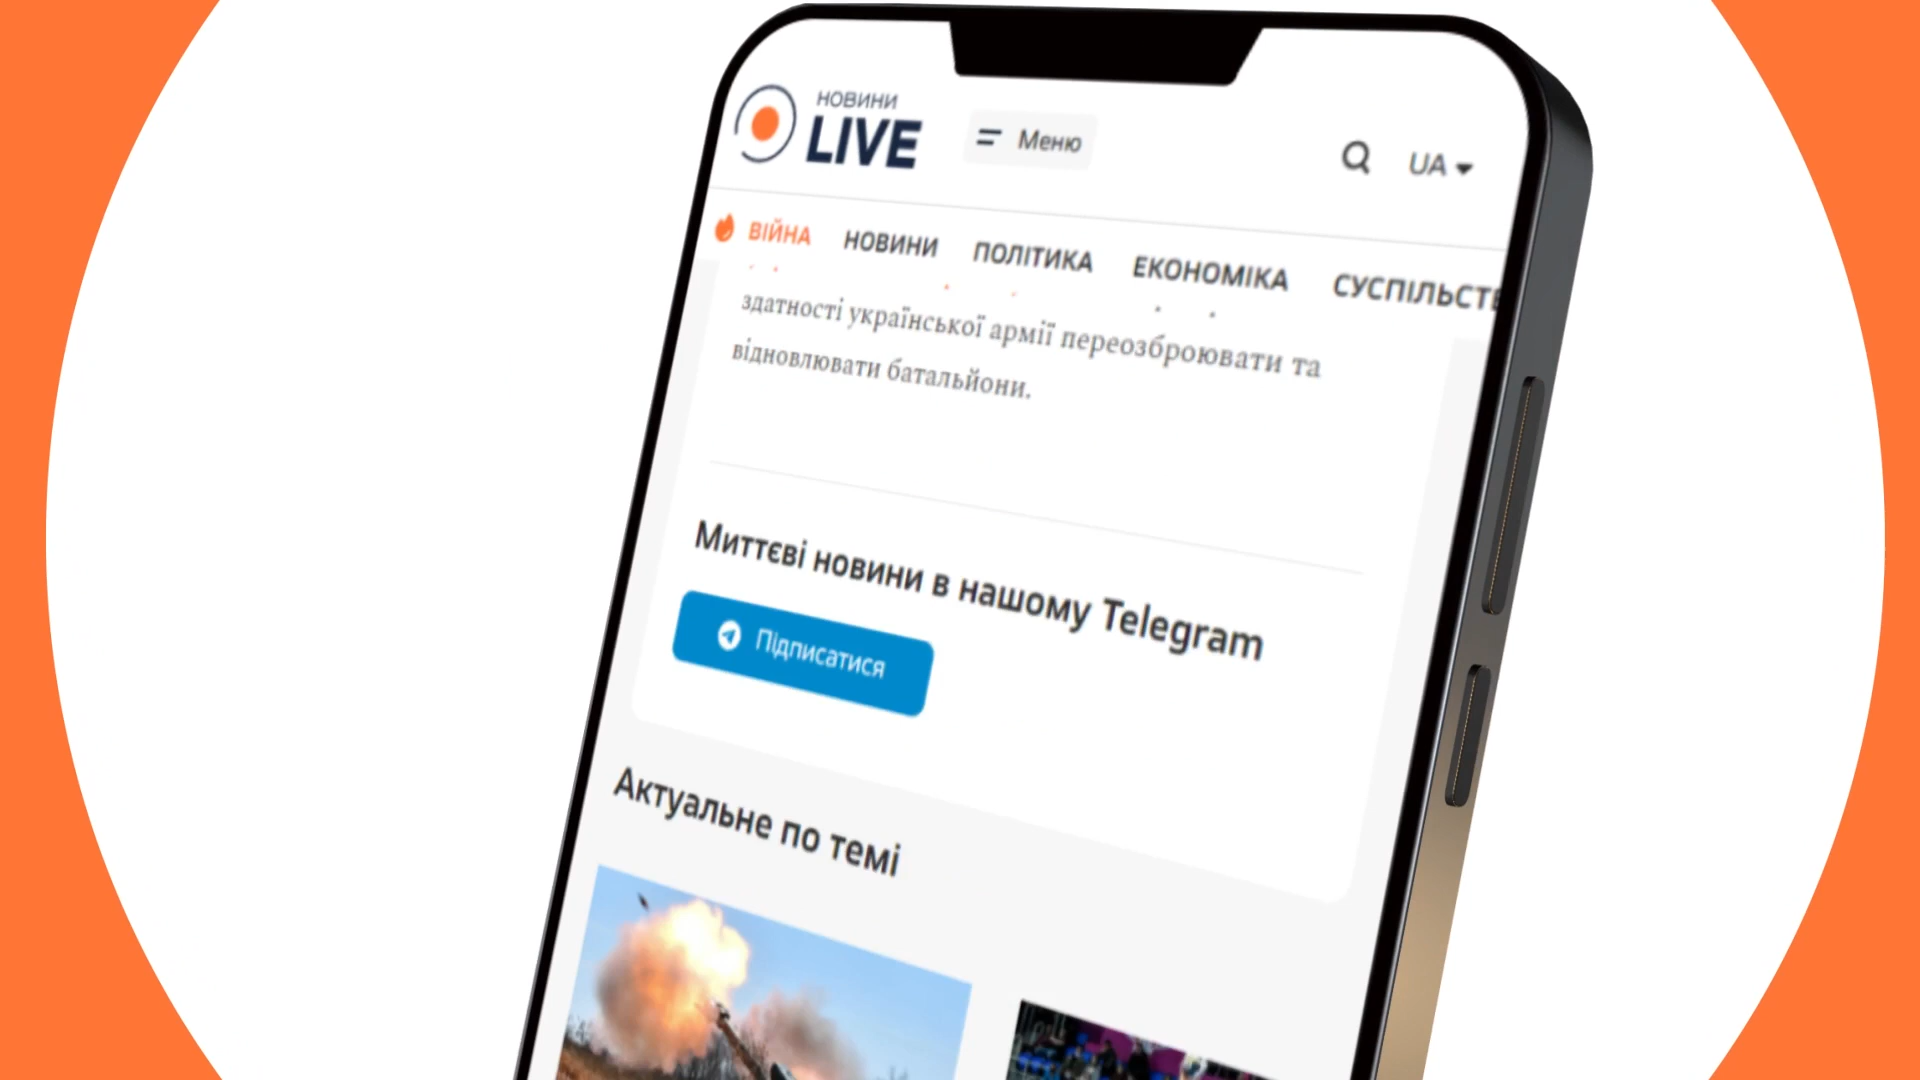 НОВИНИ
LIVE
Меню
UA
ВІЙНА НОВИНИ ПОЛІТИКА ЕКОНОМІКА
здатності української армії переозброювати та
відновлювати батальйони.
Миттєві новини в нашому Telegram
Підписатися
Актуальне по темі